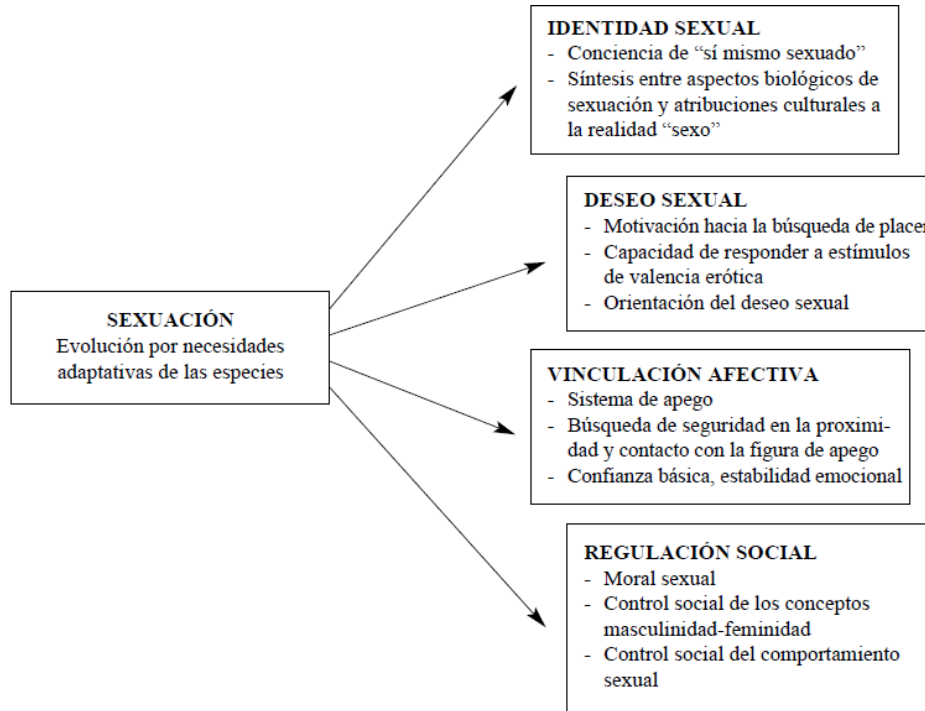 IDENTIDAD SEXUAL
- Conciencia de “sí mismo sexuado”
- Síntesis entre aspectos biológicos de
sexuación y atribuciones culturales a
la realidad “sexo”
DESEO SEXUAL
- Motivación hacia la búsqueda de placer
- Capacidad de responder a estímulos
de valencia erótica
- Orientación del deseo sexual
SEXUACIÓN
Evolución por necesidades
adaptativas de las especies
VINCULACIÓN AFECTIVA
- Sistema de apego
- Búsqueda de seguridad en la proximi-
dad y contacto con la figura de apego
- Confianza básica, estabilidad emocional
REGULACIÓN SOCIAL
- Moral sexual
- Control social de los conceptos
masculinidad-feminidad
- Control social del comportamiento
sexual